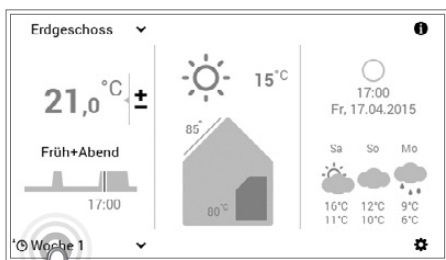 Erdgeschoss
21,0 °C ±
Früh+Abend
17:00
Woche 1
15°C
85°
80°C
i
17:00
Fr, 17.04.2015
Sa So Mo
16°C 12°C 9°C
11°C 10°C 6°C